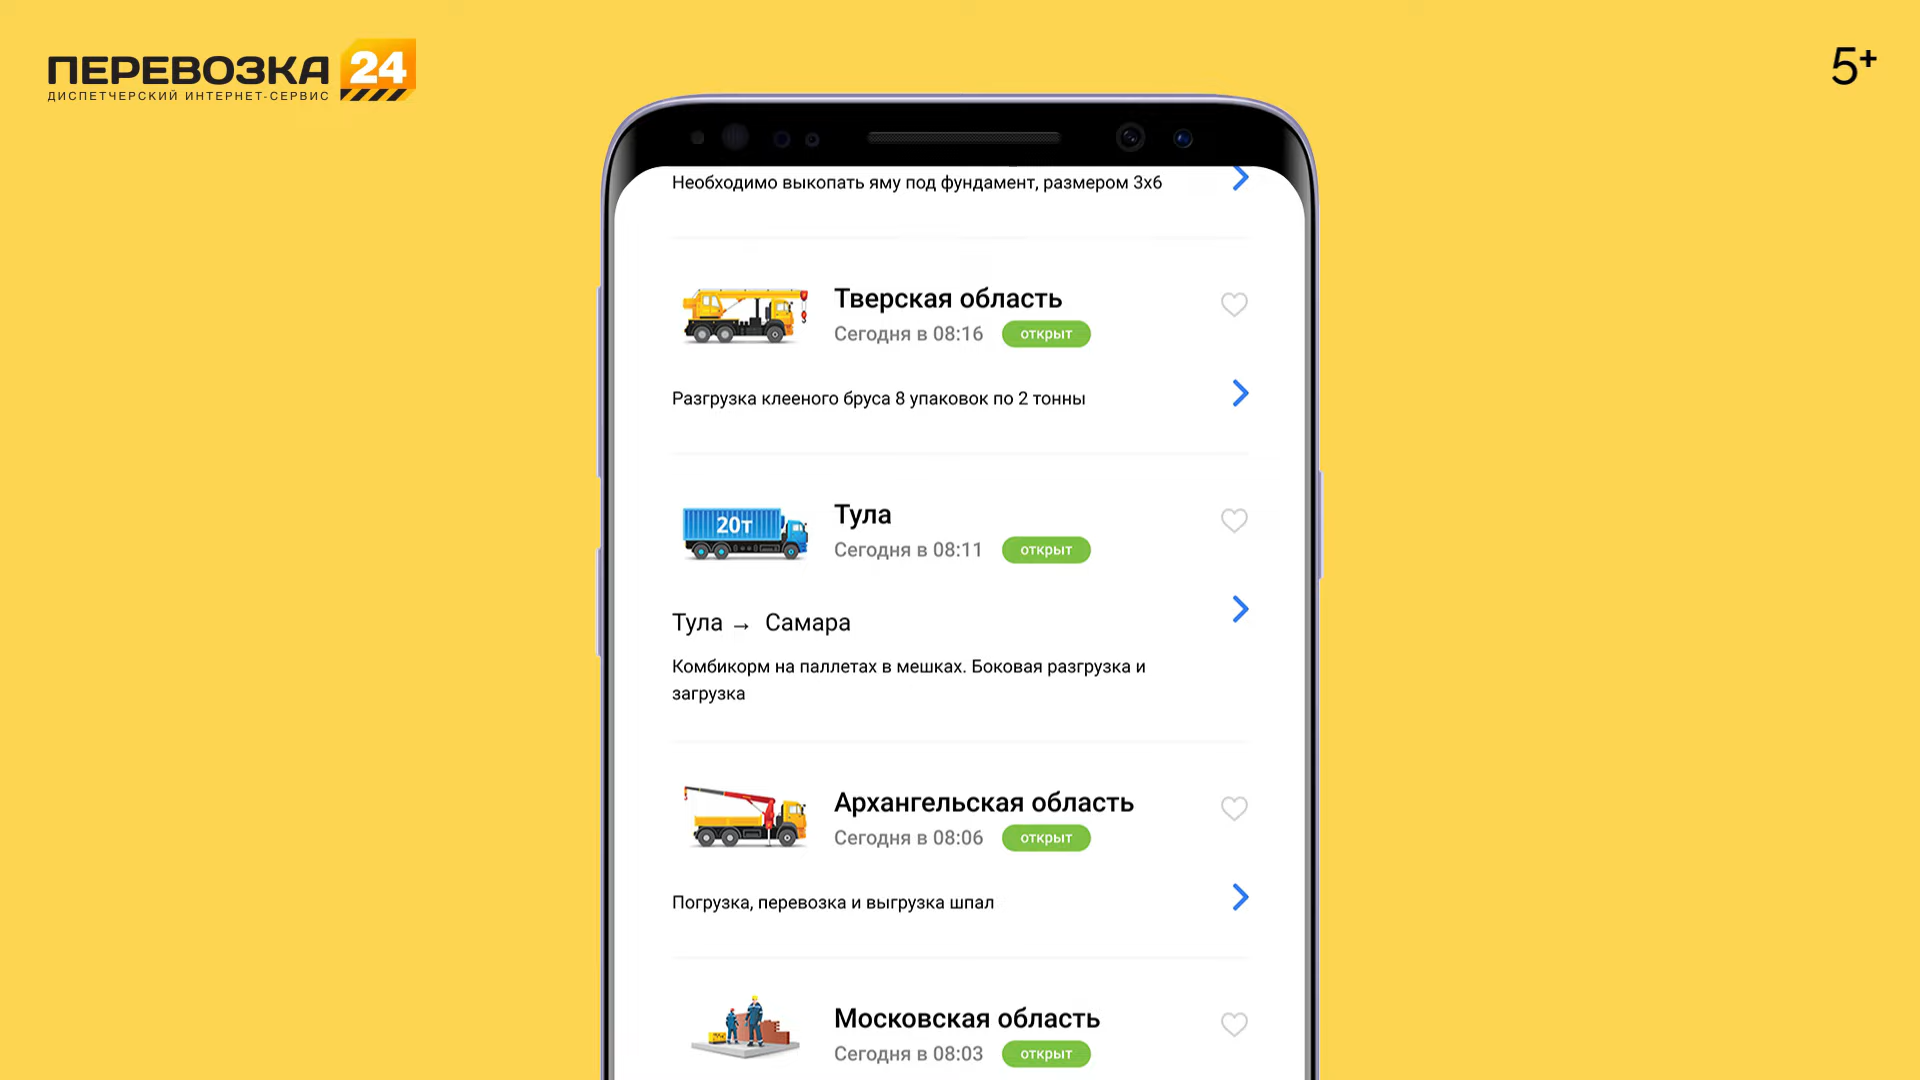 ПЕРЕВОЗКА 24
ДИСПЕТЧЕРСКИЙ ИНТЕРНЕТ-СЕРВИС
5+
Необходимо выкопать яму под фундамент, размером 3х6
Тверская область
Сегодня в 08:16 открыт
Разгрузка клееного бруса 8 упаковок по 2 тонны
20т
Тула
Сегодня в 08:11 открыт
Тула → Самара
Комбикорм на паллетах в мешках. Боковая разгрузка и
загрузка
Архангельская область
Сегодня в 08:06 открыт
Погрузка, перевозка и выгрузка шпал
Московская область
Сегодня в 08:03 открыт